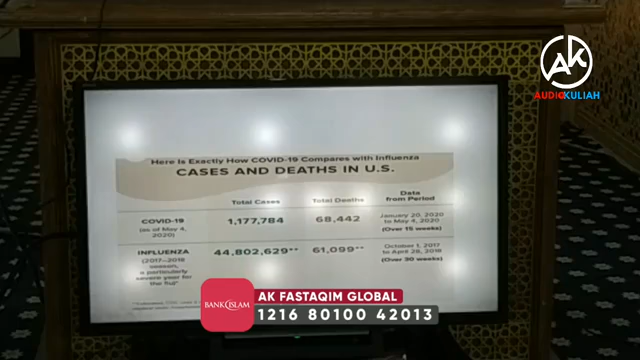 AK
AUDIOKULIAH
Here Is Exactly How COVID-19 Compares with Influenza
CASES AND DEATHS IN U.S.
Total Cases
Total Deaths
Data
from Period
COVID-19
(as of May 4,
2020)
1,177,784
68,442
January 20, 2020
to May 4, 2020
(Over 15 weeks)
INFLUENZA
(2017–2018
season,
a particularly
severe year for
the flu)*
44,802,629**
61,099**
October 1, 2017
to April 28, 2018
(Over 30 weeks)
BANK ISLAM
AK FASTAQIM GLOBAL
1216 80100 42013